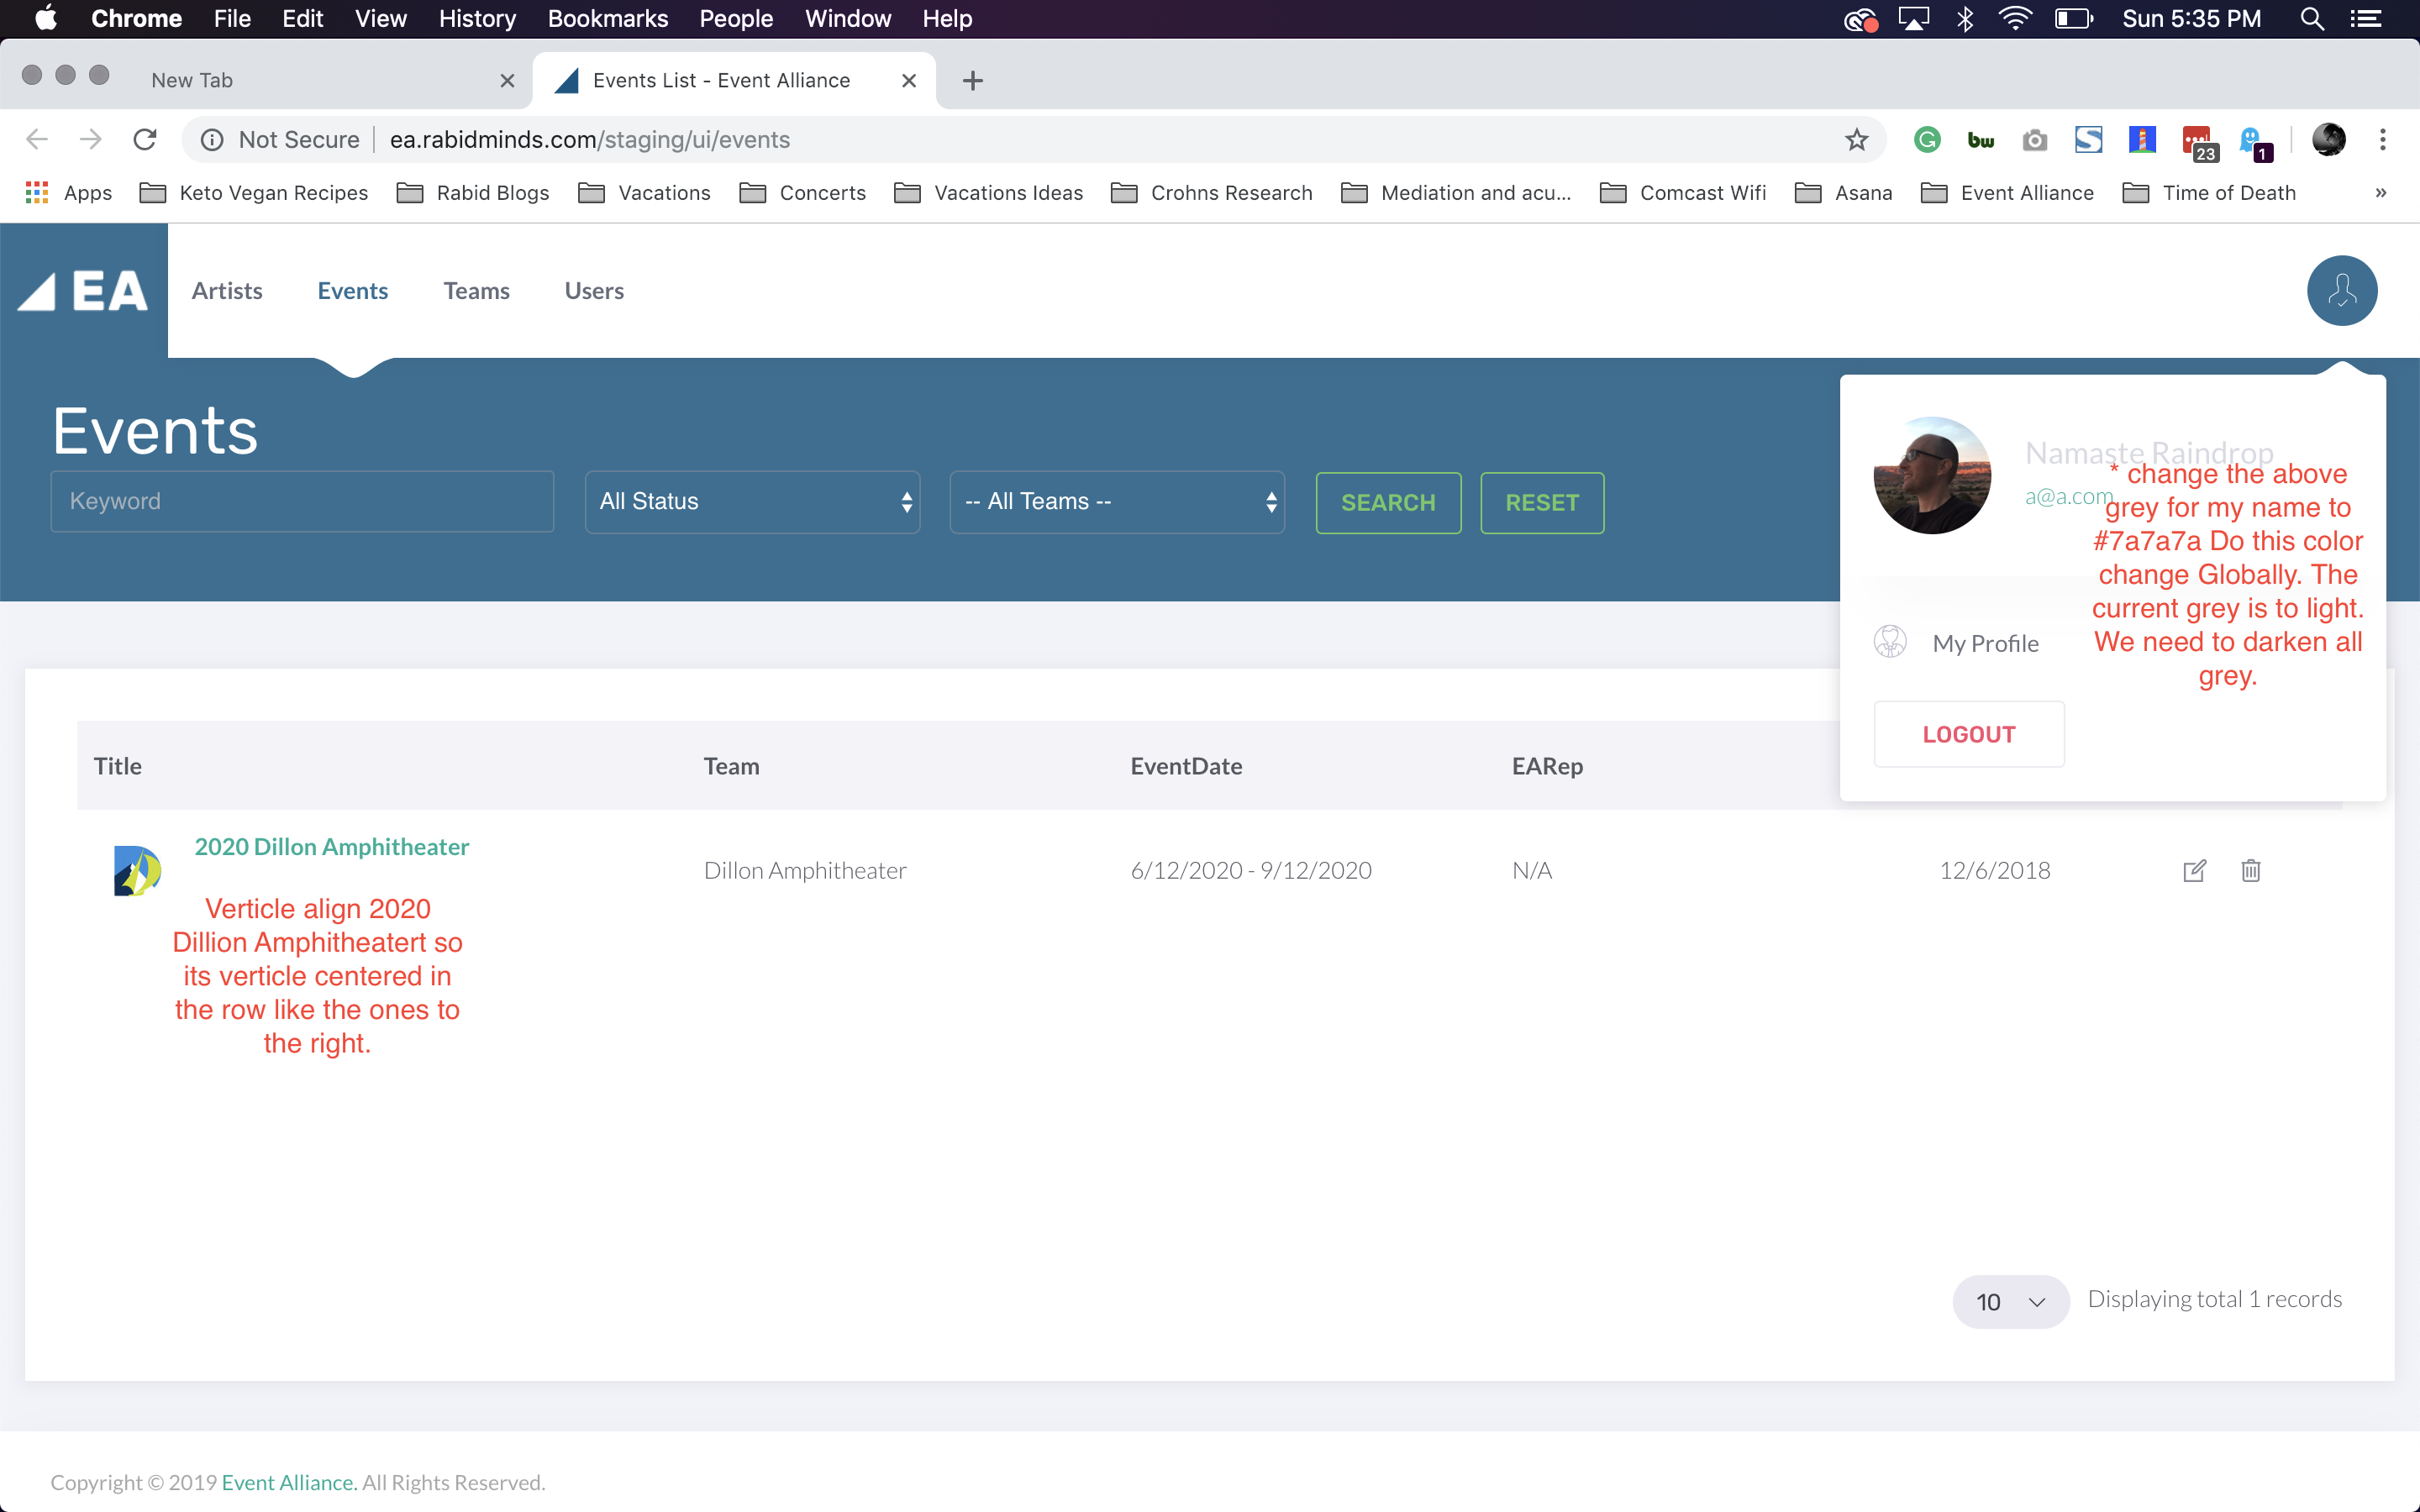 Chrome File Edit View History Bookmarks People Window Help Sun 5:35 PM
New Tab Events List - Event Alliance
Not Secure ea.rabidminds.com/staging/ui/events
G bw S 23 1
Apps Keto Vegan Recipes Rabid Blogs Vacations Concerts Vacations Ideas Crohns Research Mediation and acu... Comcast Wifi Asana Event Alliance Time of Death »
EA Artists Events Teams Users
Events
Keyword All Status -- All Teams -- SEARCH RESET
Namaste Raindrop
a@a.com
* change the above
grey for my name to
#7a7a7a Do this color
change Globally. The
current grey is to light.
We need to darken all
grey.
My Profile
LOGOUT
Title Team EventDate EARep
2020 Dillon Amphitheater Dillon Amphitheater 6/12/2020 - 9/12/2020 N/A 12/6/2018
Verticle align 2020
Dillion Amphitheatert so
its verticle centered in
the row like the ones to
the right.
10 Displaying total 1 records
Copyright © 2019 Event Alliance. All Rights Reserved.